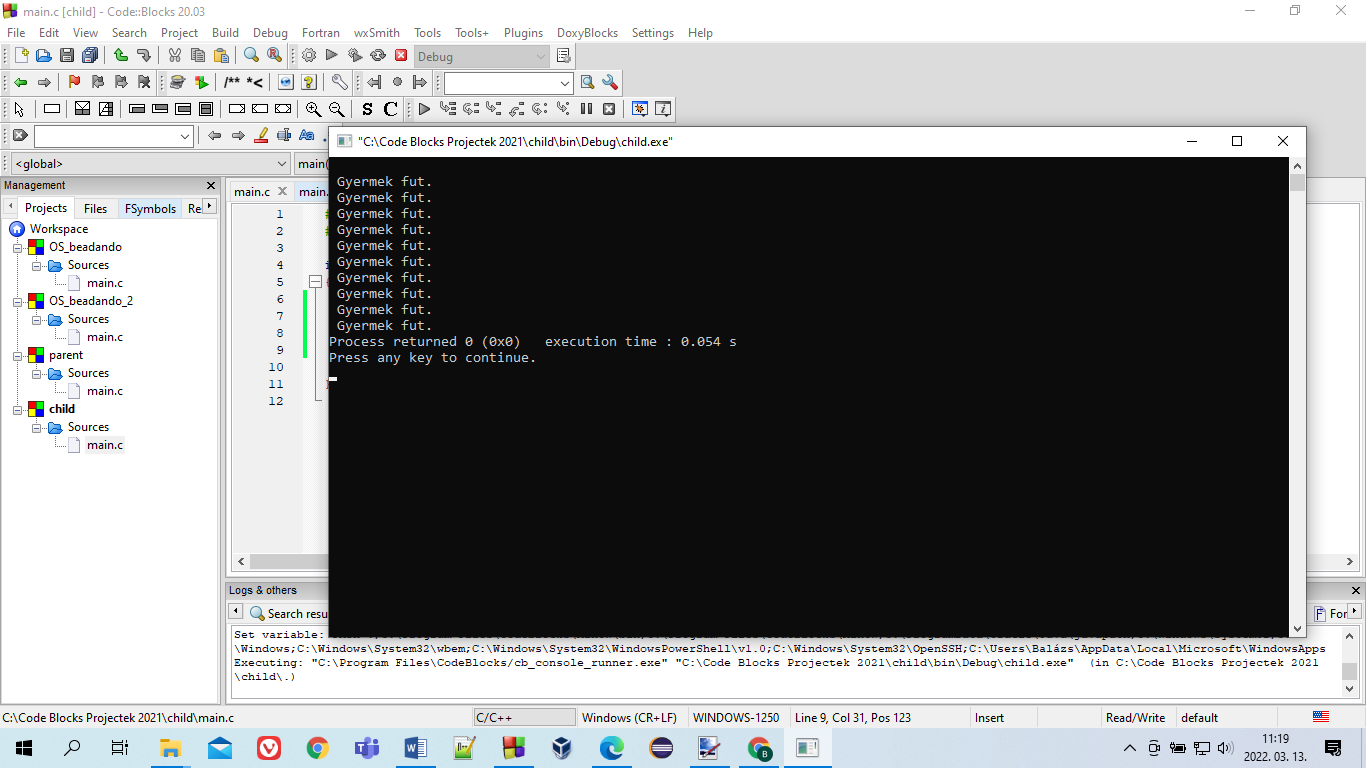 main.c [child] - Code::Blocks 20.03
File Edit View Search Project Build Debug Fortran wxSmith Tools Tools+ Plugins DoxyBlocks Settings Help
Debug
/** *<
S C
<global>
main(
"C:\Code Blocks Projektek 2021\child\bin\Debug\child.exe"
Management
Projects Files FSymbols Re
main.c main.
Workspace
OS_beadando
Sources
main.c
OS_beadando_2
Sources
main.c
parent
Sources
main.c
child
Sources
main.c
1
2
3
4
5
6
7
8
9
10
11
12
Gyermek fut.
Gyermek fut.
Gyermek fut.
Gyermek fut.
Gyermek fut.
Gyermek fut.
Gyermek fut.
Gyermek fut.
Gyermek fut.
Gyermek fut.
Process returned 0 (0x0)   execution time : 0.054 s
Press any key to continue.
Logs & others
Search resu
For
Set variable:
\Windows;C:\Windows\System32\wbem;C:\Windows\System32\WindowsPowerShell\v1.0;C:\Windows\System32\OpenSSH;C:\Users\Balázs\AppData\Local\Microsoft\WindowsApps
Executing: "C:\Program Files\CodeBlocks/cb_console_runner.exe" "C:\Code Blocks Projektek 2021\child\bin\Debug\child.exe"  (in C:\Code Blocks Projektek 2021
\child\.)
C:\Code Blocks Projektek 2021\child\main.c C/C++ Windows (CR+LF) WINDOWS-1250 Line 9, Col 31, Pos 123 Insert Read/Write default
11:19
2022. 03. 13.